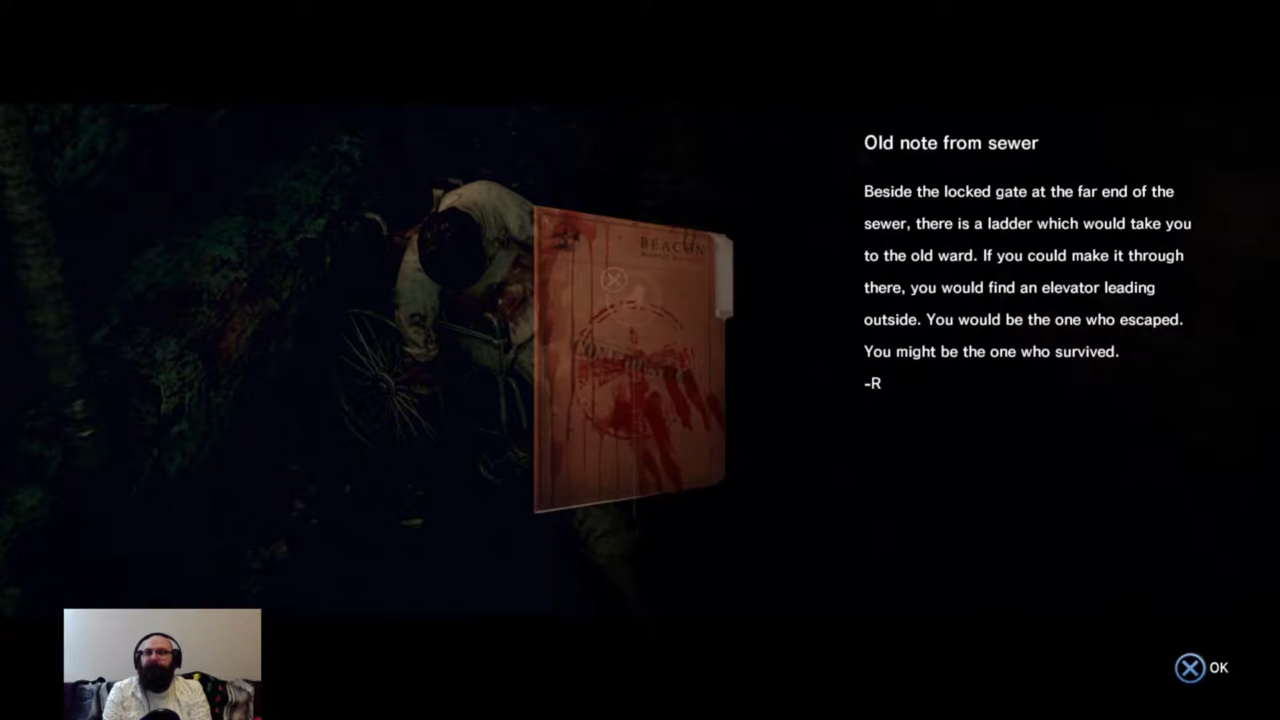 Old note from sewer
Beside the locked gate at the far end of the
sewer, there is a ladder which would take you
to the old ward. If you could make it through
there, you would find an elevator leading
outside. You would be the one who escaped.
You might be the one who survived.
-R
BEACON
OK